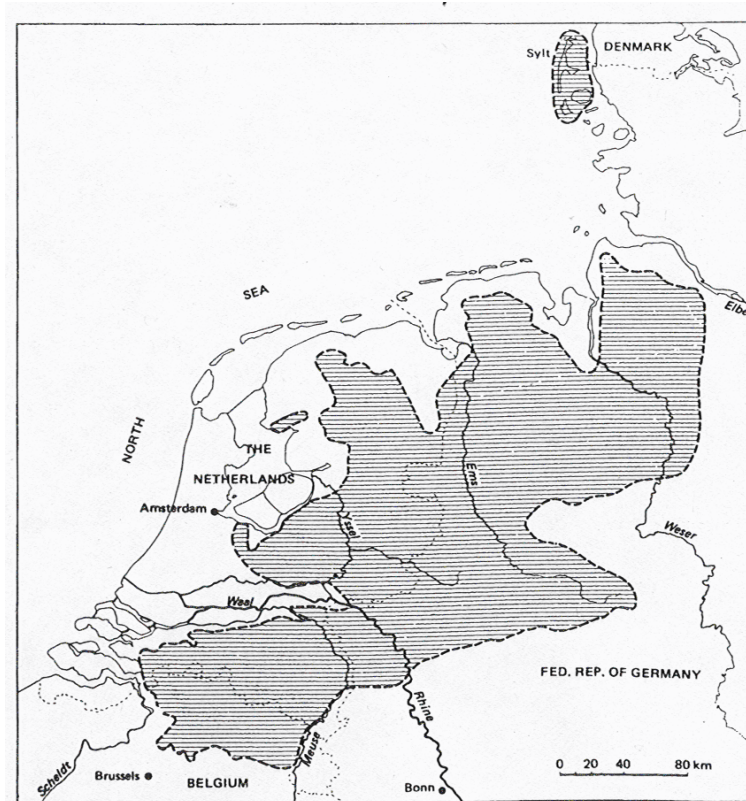 Sylt
DENMARK
SEA
Elbe
NORTH
THE
NETHERLANDS
Ems
Amsterdam
Yssel
Weser
Waal
FED. REP. OF GERMANY
Rhine
Meuse
Scheldt
Brussels
BELGIUM
Bonn
0 20 40 80 km